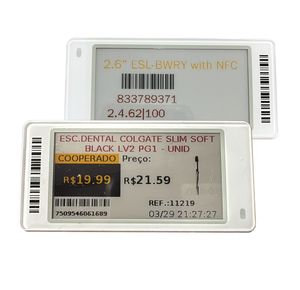 2.6" ESL-BWRY with NFC
833789371
2.4.62|100
ESC.DENTAL COLGATE SLIM SOFT
BLACK LV2 PG1 - UNID
COOPERADO Preço:
R$19.99 R$21.59
7509546061689 REF.:11219
03/29 21:27:27